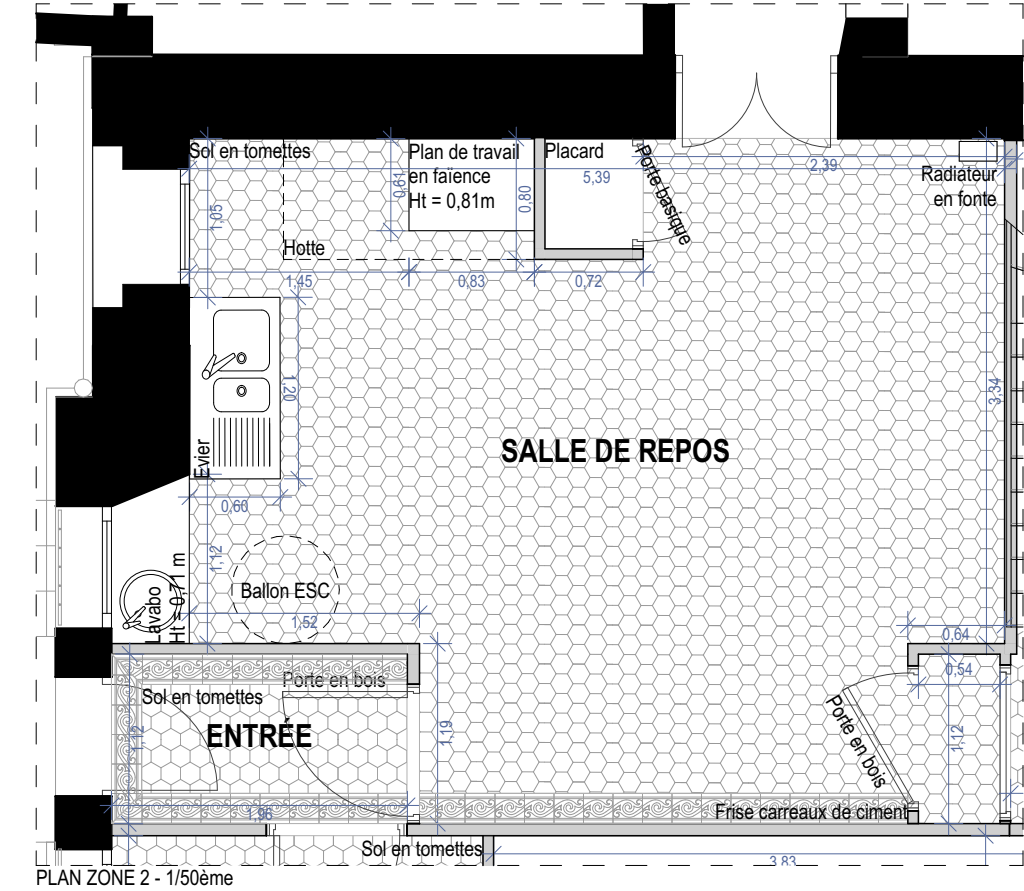 Sol en tomettes
Plan de travail
en faïence
Ht = 0,81m
Placard
Porte basique
2,39
5,39
Radiateur
en fonte
0,61
0,80
1,05
Hotte
1,45
0,83
0,72
1,20
3,34
SALLE DE REPOS
Evier
0,60
1,12
Lavabo
Ht = 0,71 m
Ballon ESC
1,52
0,64
0,54
Porte en bois
Sol en tomettes
ENTRÉE
1,12
1,19
Porte en bois
1,12
1,96
Frise carreaux de ciment
Sol en tomettes
3,83
PLAN ZONE 2 - 1/50ème